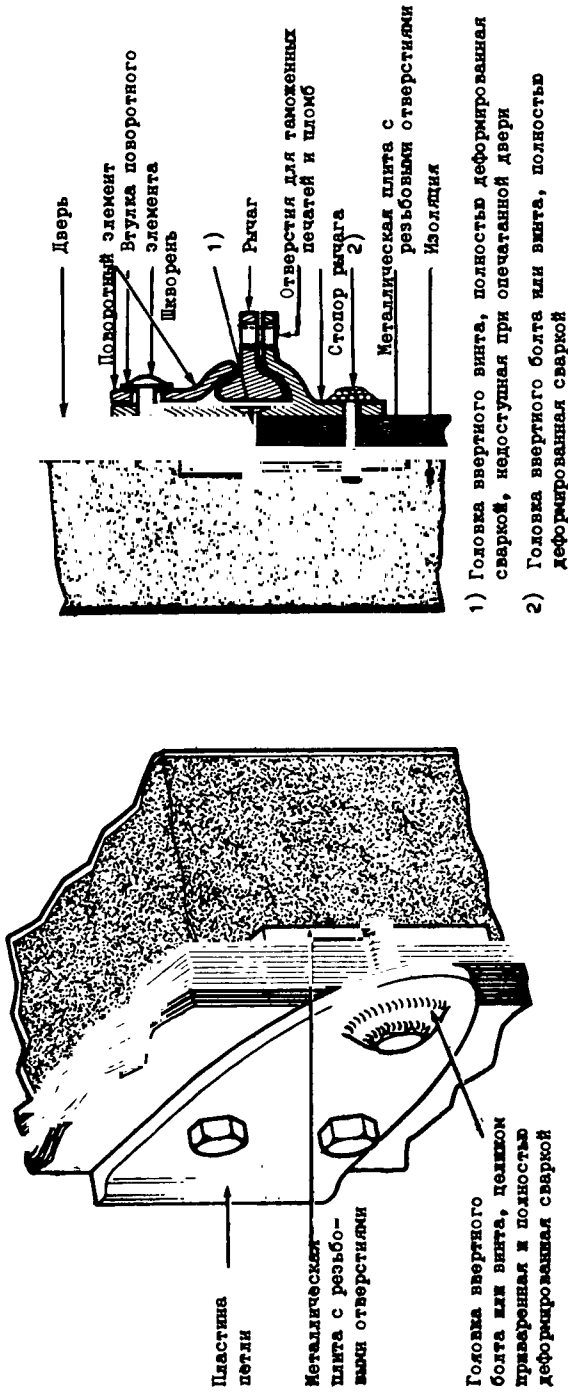 Пластина
петли
Металлическая
плита с резьбо-
выми отверстиями
Головка ввертного
болта или винта, целиком
приваренная и полностью
деформированная сваркой
Дверь
Поворотный элемент
Втулка поворотного
элемента
Шкворень
1)
Рычаг
Отверстия для таможенных
печатей и пломб
Стопор рычага
2)
Металлическая плита с
резьбовыми отверстиями
Изоляция
1) Головка ввертного винта, полностью деформированная
сваркой, недоступная при опечатанной двери
2) Головка ввертного болта или винта, полностью
деформированная сваркой